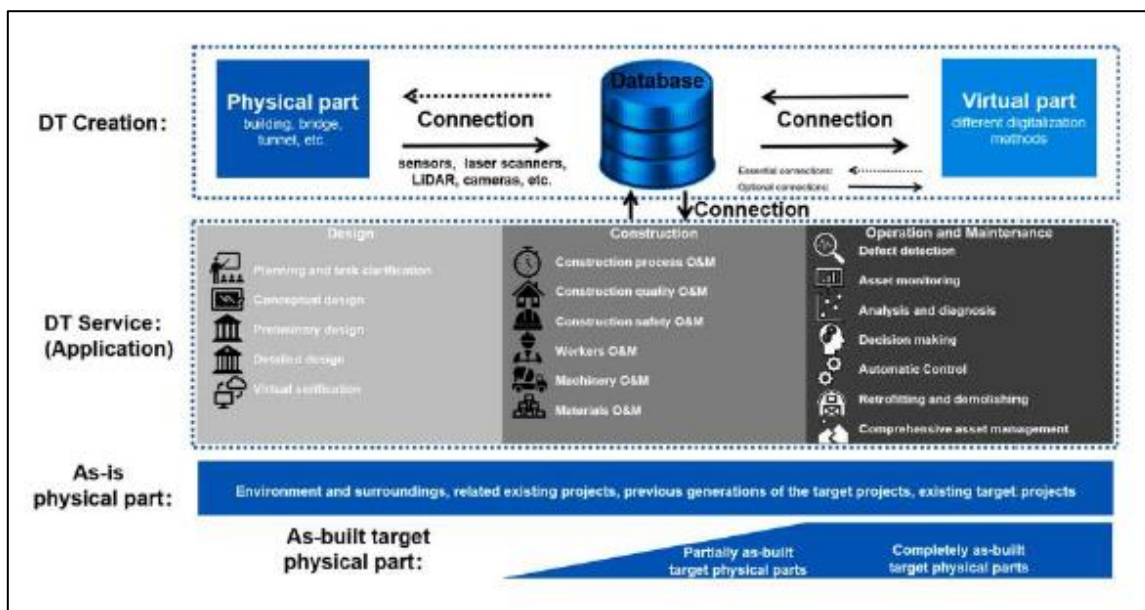 DT Creation:
Physical part
building, bridge,
tunnel, etc.
Connection
sensors, laser scanners,
LiDAR, cameras, etc.
Database
Connection
Essential connections:
Optional connections:
Virtual part
different digitalization
methods
Connection
DT Service:
(Application)
Design
Planning and task clarification
Conceptual design
Preliminary design
Detailed design
Virtual verification
Construction
Construction process O&M
Construction quality O&M
Construction safety O&M
Workers O&M
Machinery O&M
Materials O&M
Operation and Maintenance
Defect detection
Asset monitoring
Analysis and diagnosis
Decision making
Automatic Control
Retrofitting and demolishing
Comprehensive asset management
As-is
physical part:
Environment and surroundings, related existing projects, previous generations of the target projects, existing target projects
As-built target
physical part:
Partially as-built
target physical parts
Completely as-built
target physical parts